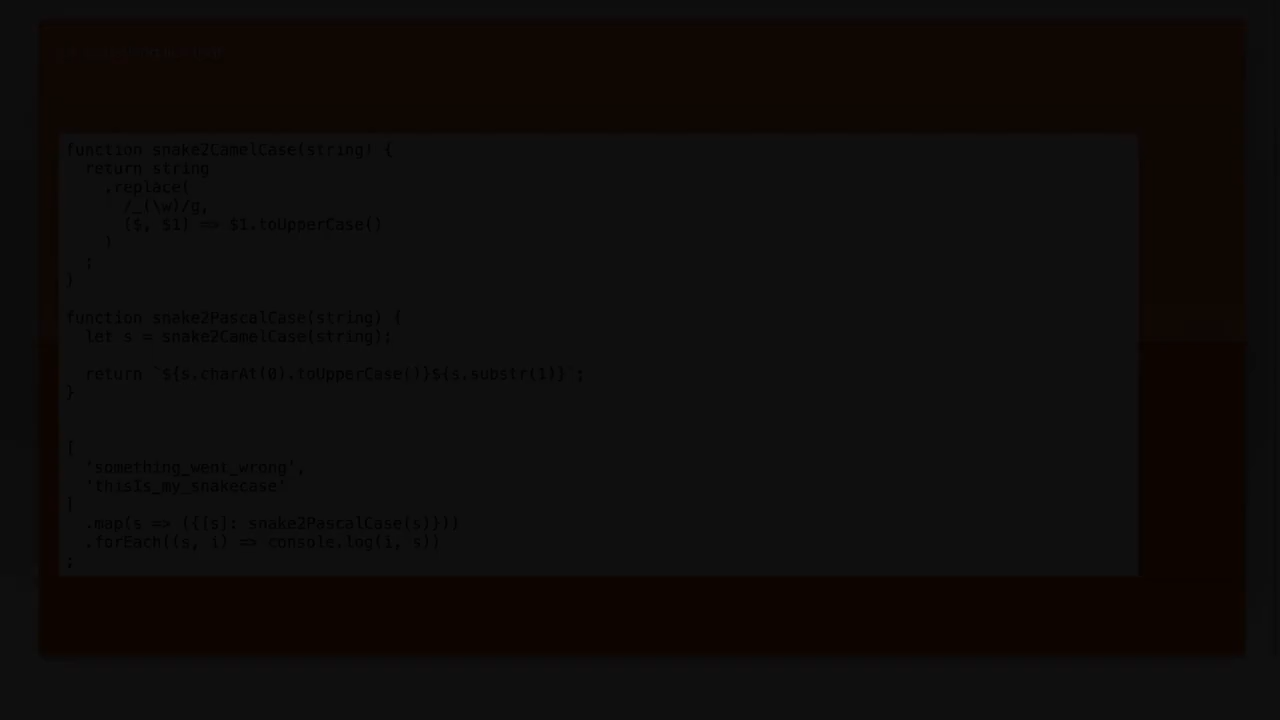 function snake2CamelCase(string) {
  return string
    .replace(
      /_(\w)/g,
      ($, $1) => $1.toUpperCase()
    )
  ;
}
function snake2PascalCase(string) {
  let s = snake2CamelCase(string);
  return `${s.charAt(0).toUpperCase()}${s.substr(1)}`;
}
[
  'something_went_wrong',
  'thisIs_my_snakecase'
]
  .map(s => ({[s]: snake2PascalCase(s)}))
  .forEach((s, i) => console.log(i, s))
;